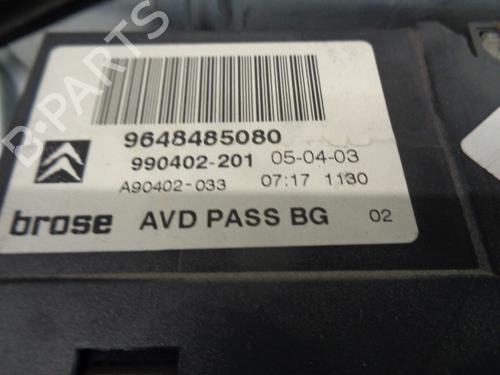 9648485080
990402-201 05-04-03
A90402-033 07:17 1130
brose AVD PASS BG 02
B-PARTS